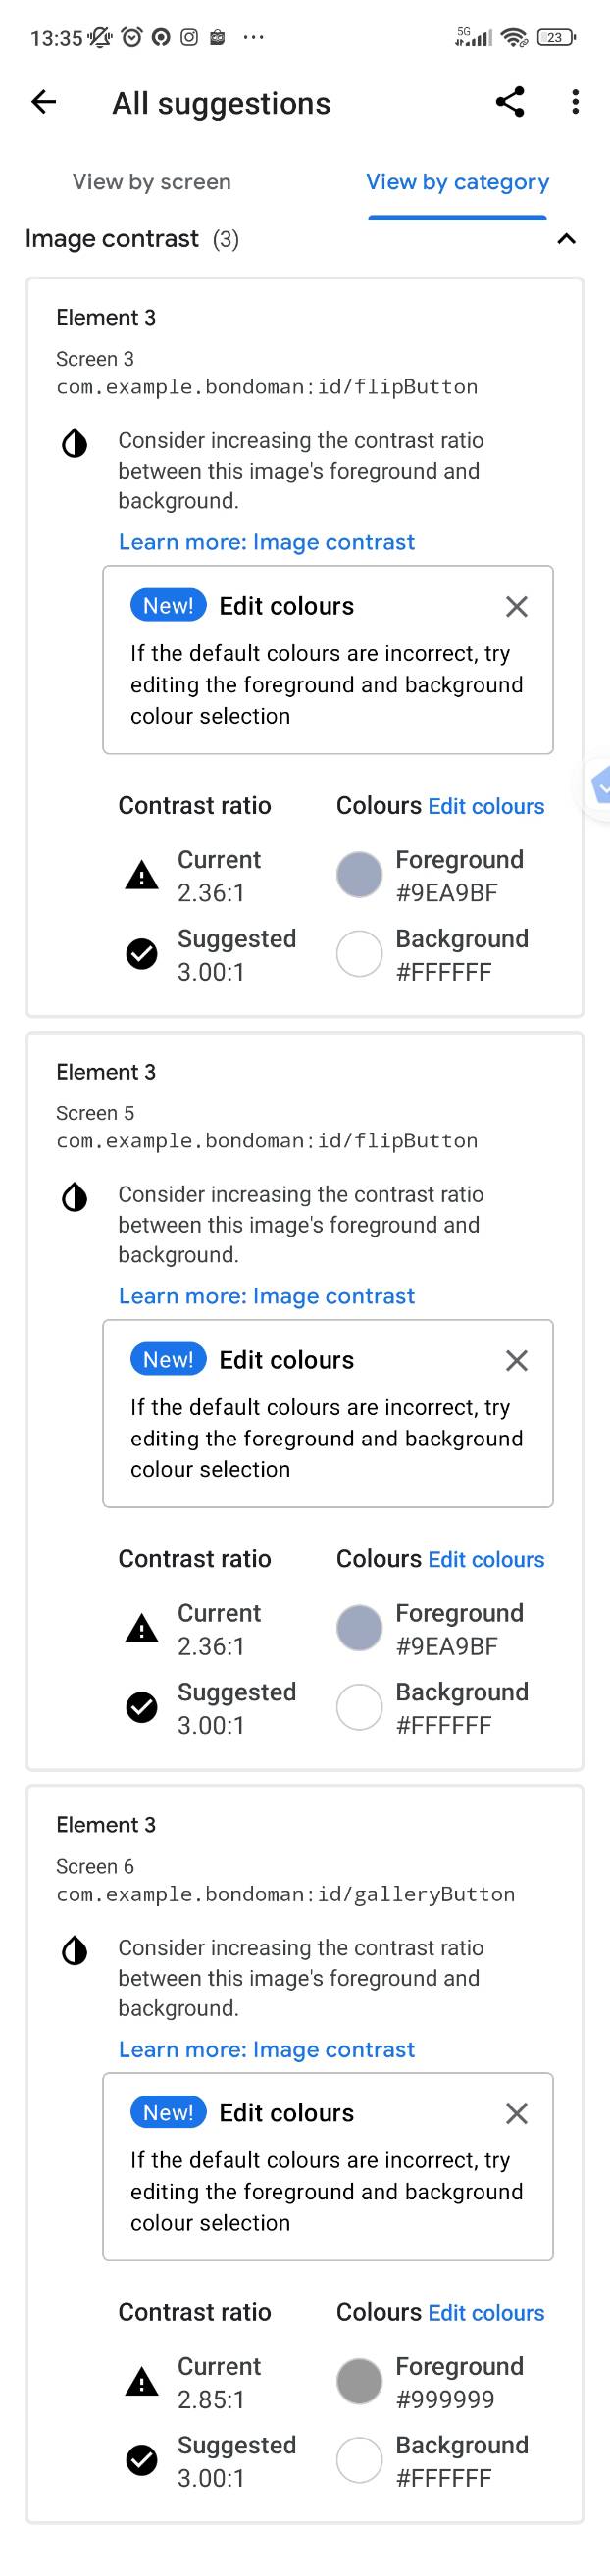 13:35
5G
23
All suggestions
View by screen
View by category
Image contrast (3)
Element 3
Screen 3
com.example.bondoman:id/flipButton
Consider increasing the contrast ratio
between this image's foreground and
background.
Learn more: Image contrast
New! Edit colours
If the default colours are incorrect, try
editing the foreground and background
colour selection
Contrast ratio
Colours Edit colours
Current
2.36:1
Foreground
#9EA9BF
Suggested
3.00:1
Background
#FFFFFF
Element 3
Screen 5
com.example.bondoman:id/flipButton
Consider increasing the contrast ratio
between this image's foreground and
background.
Learn more: Image contrast
New! Edit colours
If the default colours are incorrect, try
editing the foreground and background
colour selection
Contrast ratio
Colours Edit colours
Current
2.36:1
Foreground
#9EA9BF
Suggested
3.00:1
Background
#FFFFFF
Element 3
Screen 6
com.example.bondoman:id/galleryButton
Consider increasing the contrast ratio
between this image's foreground and
background.
Learn more: Image contrast
New! Edit colours
If the default colours are incorrect, try
editing the foreground and background
colour selection
Contrast ratio
Colours Edit colours
Current
2.85:1
Foreground
#999999
Suggested
3.00:1
Background
#FFFFFF